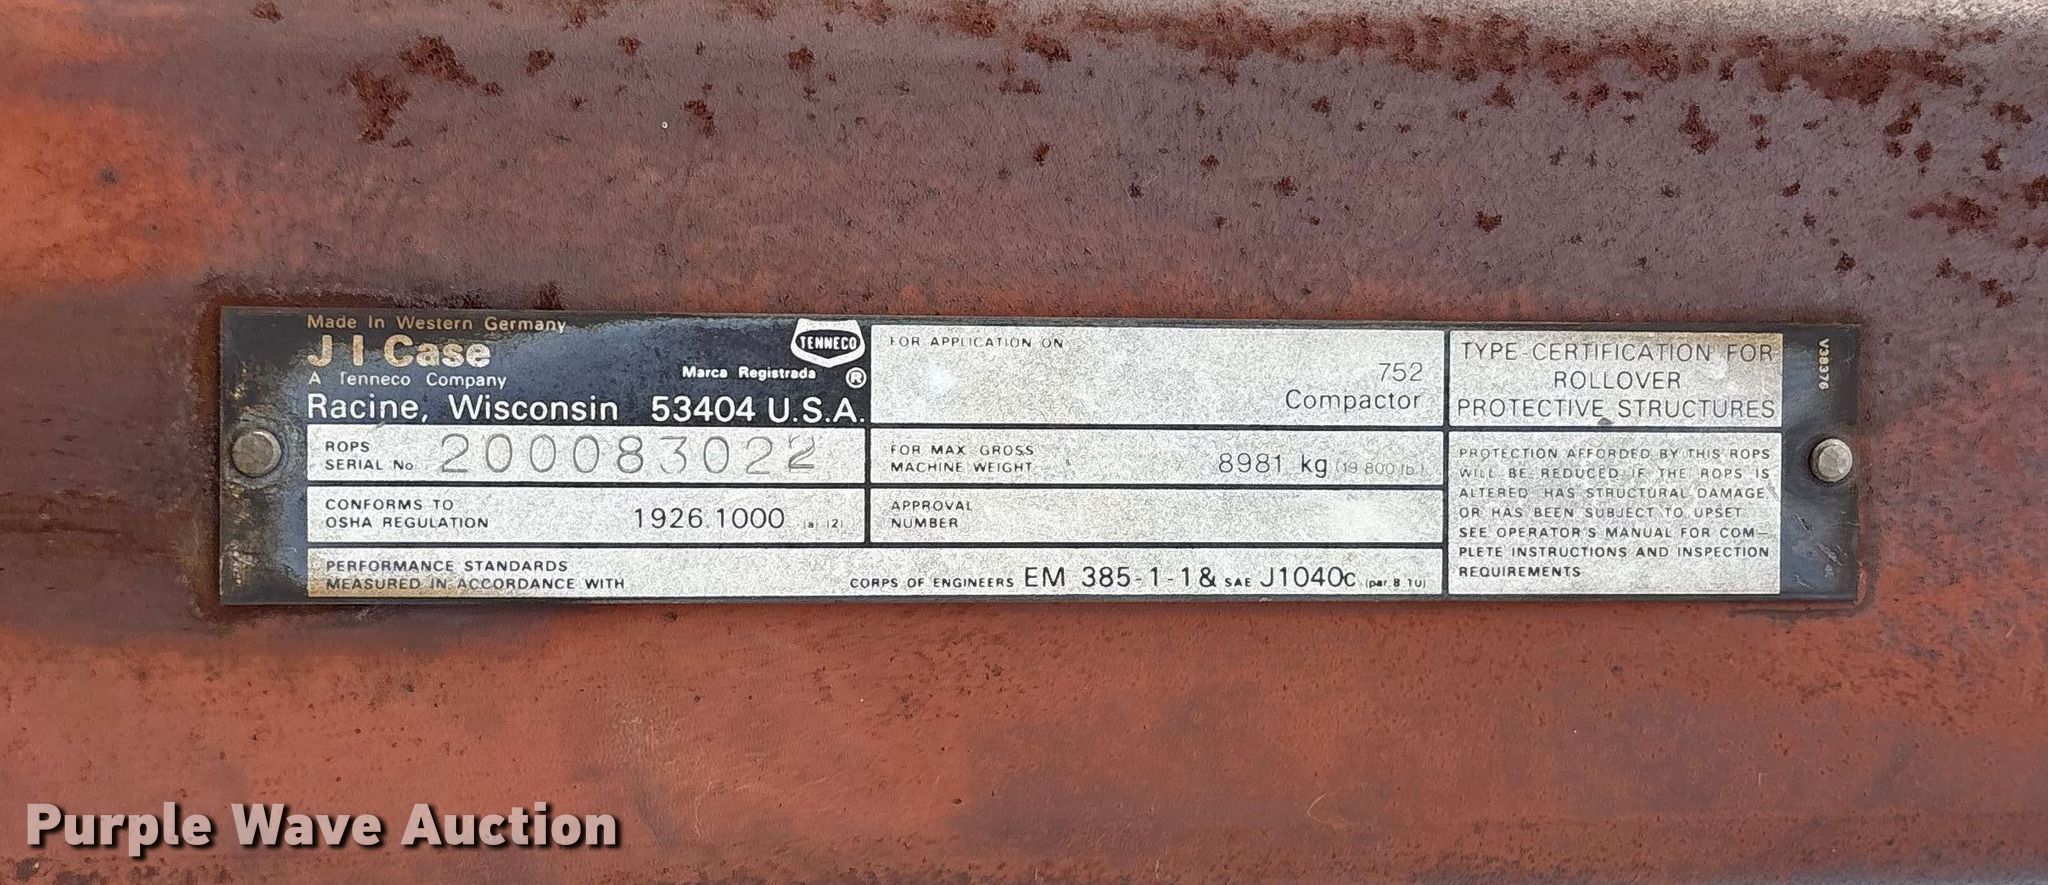 Made In Western Germany
J I Case
A Tenneco Company
Racine, Wisconsin 53404 U.S.A.
TENNECO
Marca Registrada ®
ROPS
SERIAL No 200083022
CONFORMS TO
OSHA REGULATION 1926.1000 (a) (2)
PERFORMANCE STANDARDS
MEASURED IN ACCORDANCE WITH CORPS OF ENGINEERS EM 385-1-1& SAE J1040c
FOR APPLICATION ON
752
Compactor
FOR MAX GROSS
MACHINE WEIGHT 8981 kg (19 800 lb.)
APPROVAL
NUMBER
TYPE-CERTIFICATION FOR
ROLLOVER
PROTECTIVE STRUCTURES
PROTECTION AFFORDED BY THIS ROPS
WILL BE REDUCED IF THE ROPS IS
ALTERED HAS STRUCTURAL DAMAGE,
OR HAS BEEN SUBJECT TO UPSET.
SEE OPERATOR'S MANUAL FOR COM-
PLETE INSTRUCTIONS AND INSPECTION
REQUIREMENTS
V38376
Purple Wave Auction